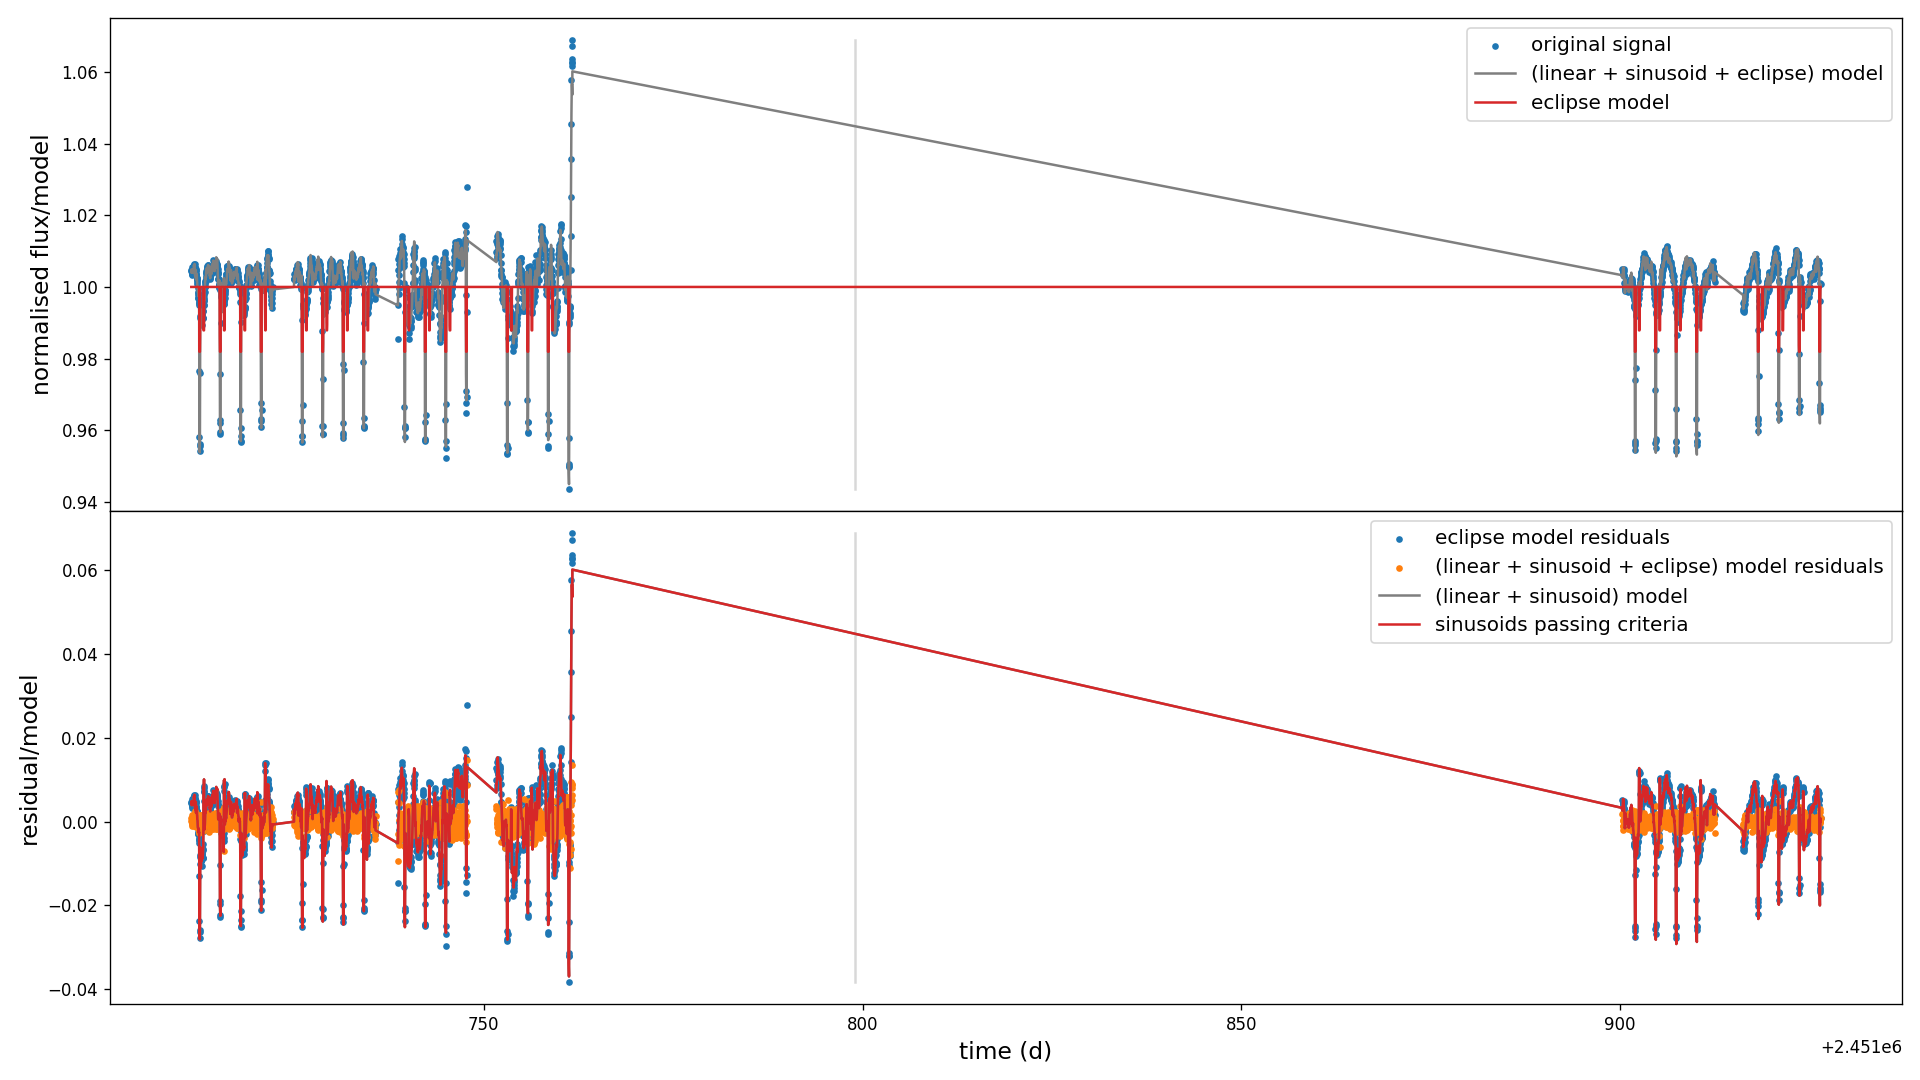 normalised flux/model
1.06
1.04
1.02
1.00
0.98
0.96
0.94
original signal
(linear + sinusoid + eclipse) model
eclipse model
residual/model
0.06
0.04
0.02
0.00
−0.02
−0.04
eclipse model residuals
(linear + sinusoid + eclipse) model residuals
(linear + sinusoid) model
sinusoids passing criteria
750
800
850
900
time (d)
+2.451e6